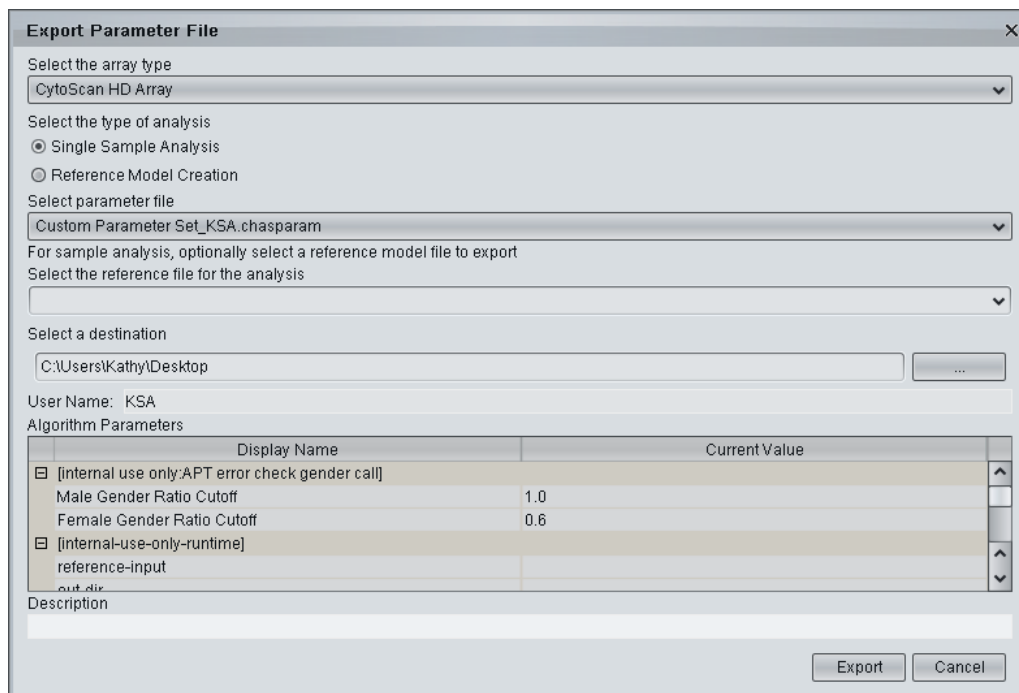 Export Parameter File
Select the array type
CytoScan HD Array
Select the type of analysis
Single Sample Analysis
Reference Model Creation
Select parameter file
Custom Parameter Set_KSA.chasparam
For sample analysis, optionally select a reference model file to export
Select the reference file for the analysis
Select a destination
C:\Users\Kathy\Desktop ...
User Name: KSA
Algorithm Parameters
Display Name Current Value
[internal use only:APT error check gender call]
Male Gender Ratio Cutoff 1.0
Female Gender Ratio Cutoff 0.6
[internal-use-only-runtime]
reference-input
out-dir
Description
Export Cancel